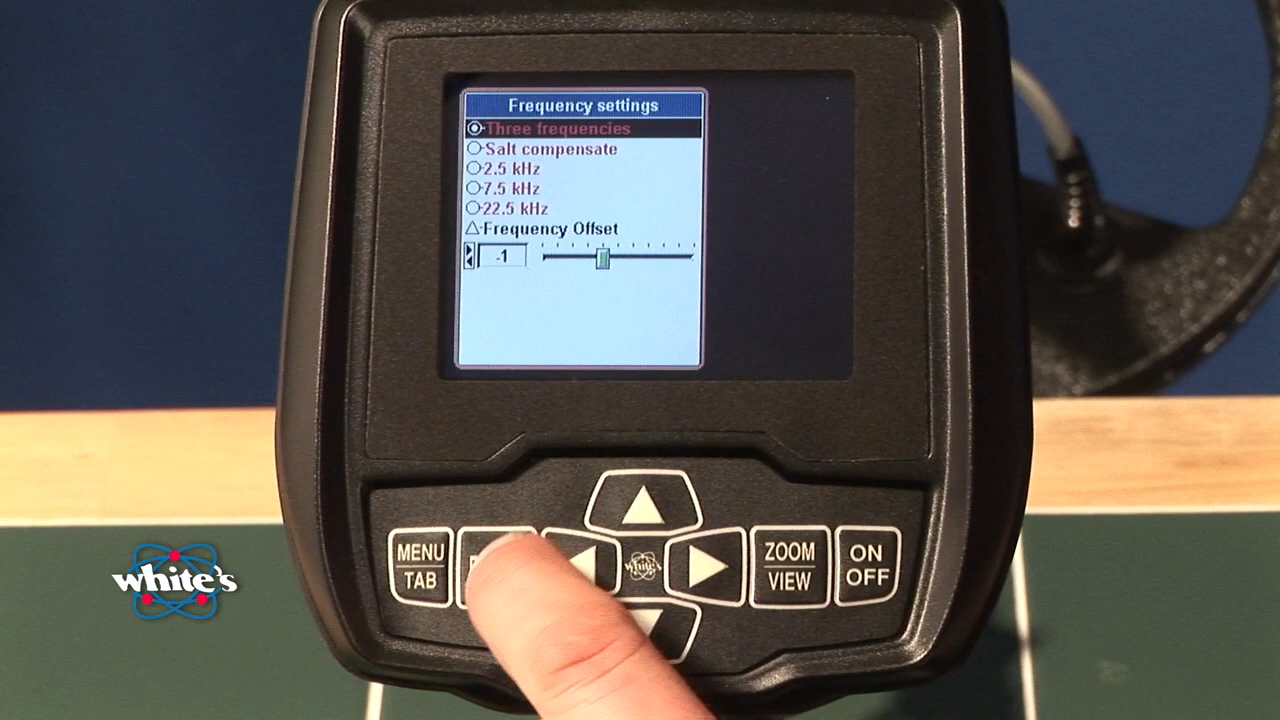 Frequency settings
Three frequencies
Salt compensate
2.5 kHz
7.5 kHz
22.5 kHz
Frequency Offset
-1
MENU
TAB
white's
ZOOM
VIEW
ON
OFF
white's